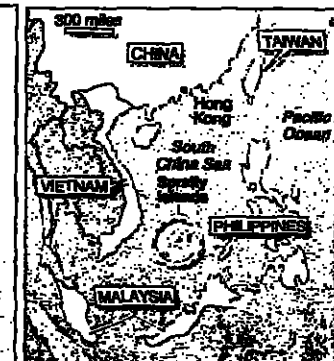 300 miles
CHINA
TAIWAN
Hong
Kong
Pacific
Ocean
South
China Sea
Spratly
Islands
VIETNAM
PHILIPPINES
MALAYSIA